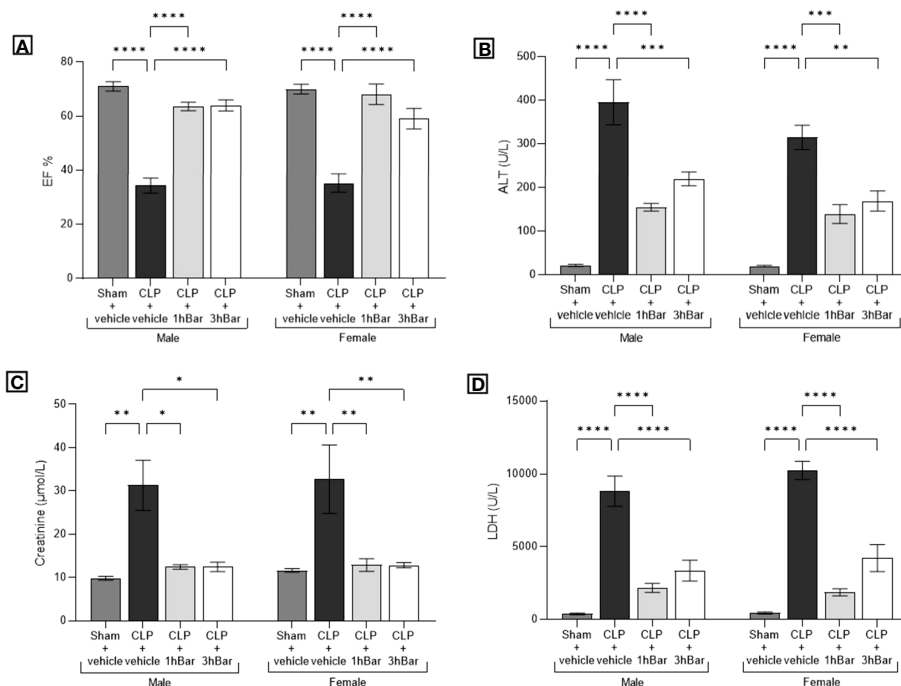 A
**** ****
**** **** **** ****
EF %
80
60
40
20
0
Sham + vehicle CLP + vehicle CLP + 1hBar CLP + 3hBar Sham + vehicle CLP + vehicle CLP + 1hBar CLP + 3hBar
Male Female
B
**** ***
**** *** **** **
ALT (U/L)
500
400
300
200
100
0
Sham + vehicle CLP + vehicle CLP + 1hBar CLP + 3hBar Sham + vehicle CLP + vehicle CLP + 1hBar CLP + 3hBar
Male Female
C
* **
** * ** **
Creatinine (µmol/L)
50
40
30
20
10
0
Sham + vehicle CLP + vehicle CLP + 1hBar CLP + 3hBar Sham + vehicle CLP + vehicle CLP + 1hBar CLP + 3hBar
Male Female
D
**** ****
**** **** **** ****
LDH (U/L)
15000
10000
5000
0
Sham + vehicle CLP + vehicle CLP + 1hBar CLP + 3hBar Sham + vehicle CLP + vehicle CLP + 1hBar CLP + 3hBar
Male Female